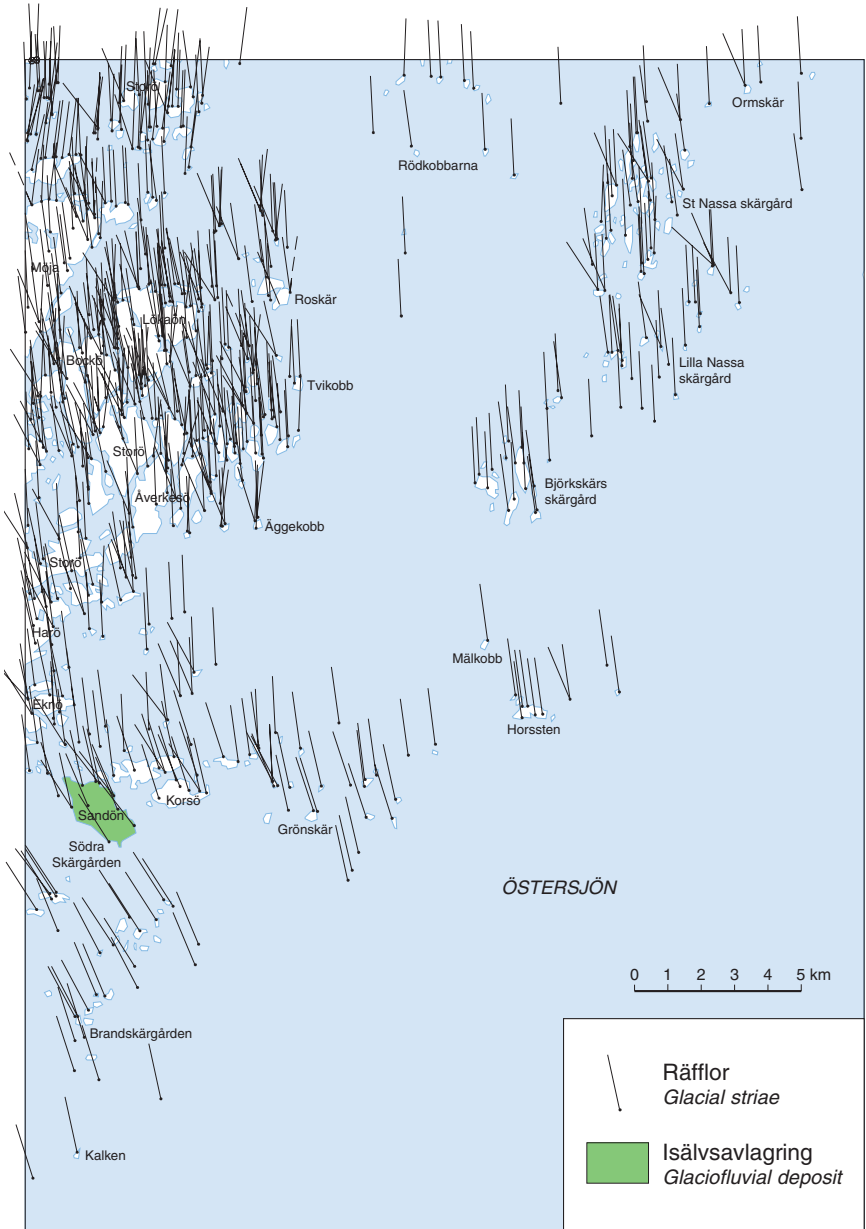 Storö
Ormskär
Rödkobbarna
St Nassa skärgård
Möja
Roskär
Lökaön
Bockö
Lilla Nassa
skärgård
Tvikobb
Storö
Björkskärs
skärgård
Åverkesö
Äggekobb
Storö
Harö
Mälkobb
Eknö
Horssten
Korsö
Sandön
Grönskär
Södra
Skärgården
ÖSTERSJÖN
0 1 2 3 4 5 km
Brandskärgården
Räfflor
Glacial striae
Kalken
Isälvsavlagring
Glaciofluvial deposit